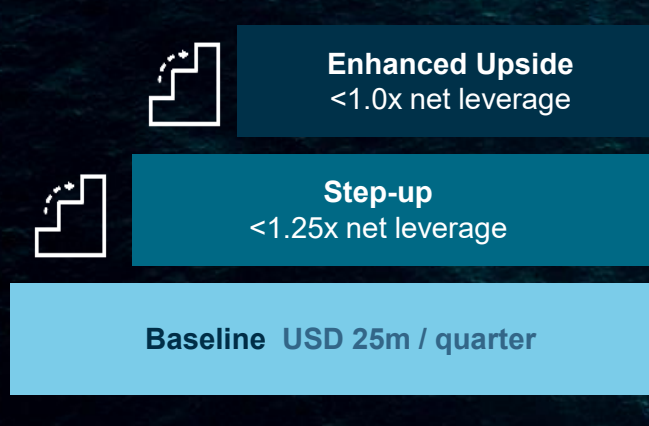 Enhanced Upside
<1.0x net leverage
Step-up
<1.25x net leverage
Baseline USD 25m / quarter